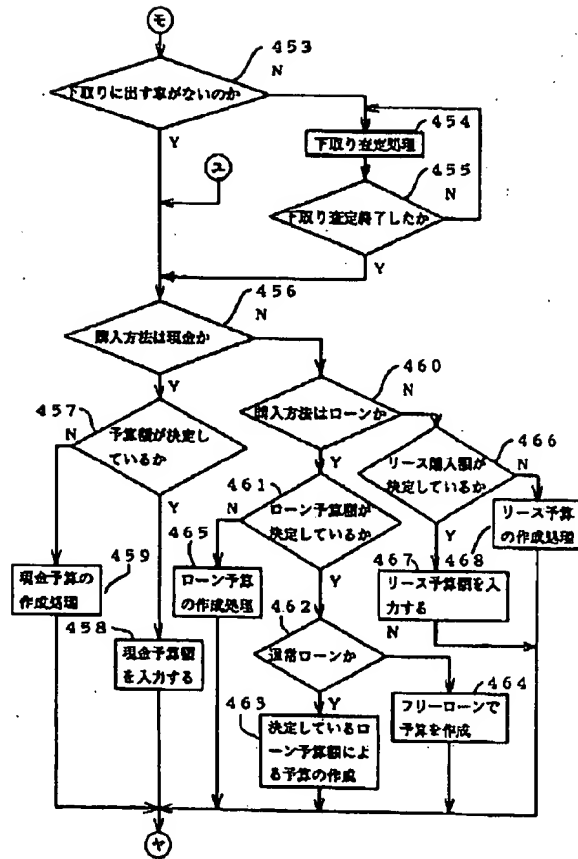 モ
453
N
下取りに出す車がないのか
454
Y
下取り査定処理
ユ
455
N
下取り査定終了したか
Y
456
N
購入方法は現金か
460
Y
N
457
購入方法はローンか
N
予算額が決定し
ているか
466
Y
リース購入額が
決定しているか
N
461
N
ローン予算額が
決定しているか
465
Y
Y
468
リース予算
の作成処理
467
リース予算額を入
力する
459
現金予算の
作成処理
ローン予算
の作成処理
Y
462
N
458
現金予算額
を入力する
通常ローンか
464
Y
フリーローンで
予算を作成
463
決定しているロ
ーン予算額によ
る予算の作成
ヤ